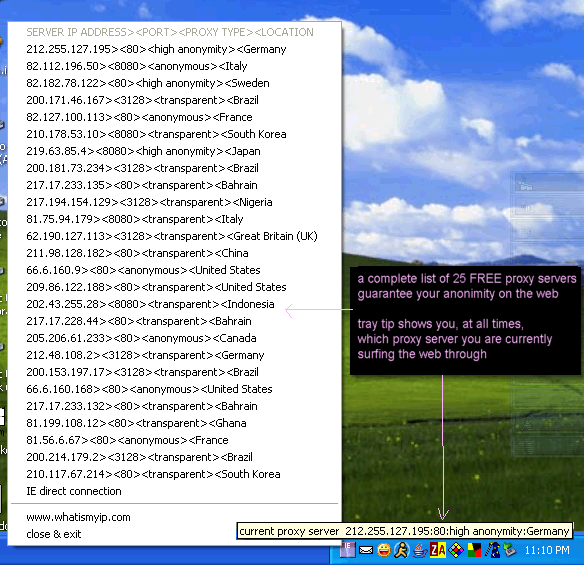 SERVER IP ADDRESS><PORT><PROXY TYPE><LOCATION
212.255.127.195><80><high anonymity><Germany
82.112.196.50><8080><anonymous><Italy
82.182.78.122><80><high anonymity><Sweden
200.171.46.167><3128><transparent><Brazil
82.127.100.113><80><anonymous><France
210.178.53.10><8080><transparent><South Korea
219.63.85.4><8080><high anonymity><Japan
200.181.73.234><3128><transparent><Brazil
217.17.233.135><80><transparent><Bahrain
217.194.154.129><3128><transparent><Nigeria
81.75.94.179><8080><transparent><Italy
62.190.127.113><3128><transparent><Great Britain (UK)
211.98.128.182><80><transparent><China
66.6.160.9><80><anonymous><United States
209.86.122.188><80><transparent><United States
202.43.255.28><8080><transparent><Indonesia
217.17.228.44><80><transparent><Bahrain
205.206.61.233><80><anonymous><Canada
212.48.108.2><3128><transparent><Germany
200.153.197.17><3128><transparent><Brazil
66.6.160.168><80><anonymous><United States
217.17.233.132><80><transparent><Bahrain
81.199.108.12><80><transparent><Ghana
81.56.6.67><80><anonymous><France
200.214.179.2><3128><transparent><Brazil
210.117.67.214><80><transparent><South Korea
IE direct connection
www.whatismyip.com
close & exit
a complete list of 25 FREE proxy servers
guarantee your anonimity on the web
tray tip shows you, at all times,
which proxy server you are currently
surfing the web through
current proxy server 212.255.127.195:80:high anonymity:Germany
IE
ZA
11:10 PM